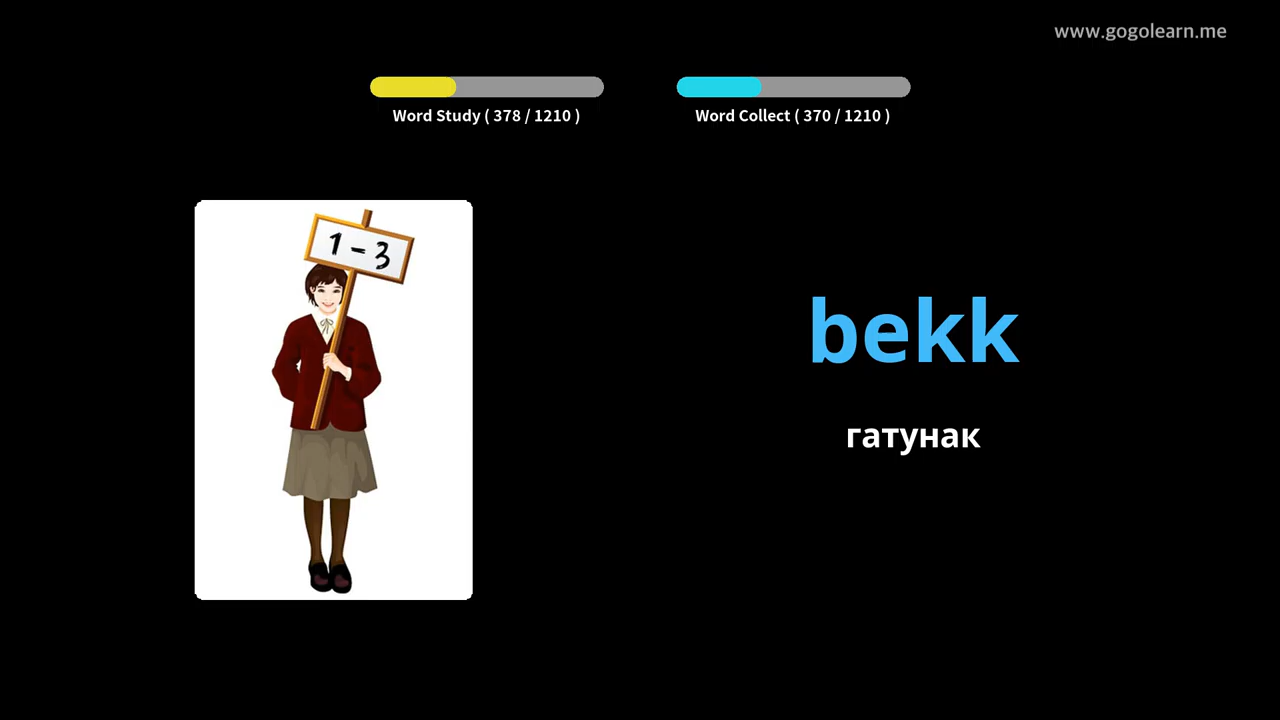 www.gogolearn.me
Word Study ( 378 / 1210 )
Word Collect ( 370 / 1210 )
1 - 3
bekk
гатунак